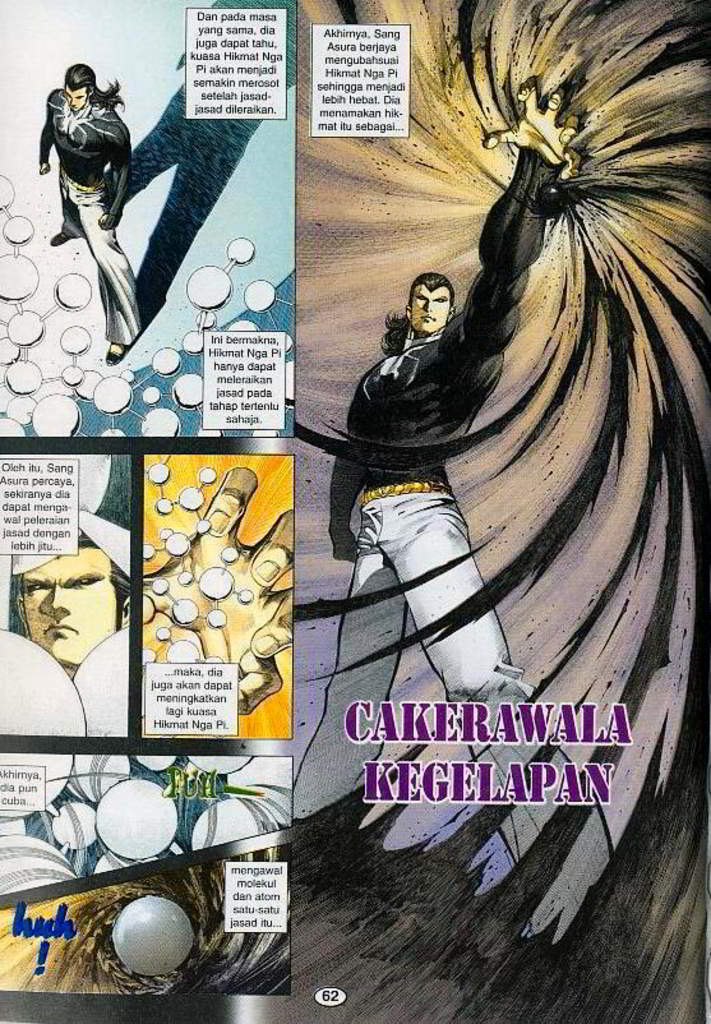 Dan pada masa
yang sama, dia
juga dapat tahu,
kuasa Hikmat Nga
Pi akan menjadi
semakin merosot
setelah jasad-
jasad dileraikan.
Ini bermakna,
Hikmat Nga Pi
hanya dapat
meleraikan
jasad pada
tahap tertentu
sahaja.
Oleh itu, Sang
Asura percaya,
sekiranya dia
dapat menga-
wal peleraian
jasad dengan
lebih jitu...
...maka, dia
juga akan dapat
meningkatkan
lagi kuasa
Hikmat Nga Pi.
Akhirnya,
dia pun
cuba...
PUH
mengawal
molekul
dan atom
satu-satu
jasad itu...
huh
!
Akhirnya, Sang
Asura berjaya
mengubahsuai
Hikmat Nga Pi
sehingga menjadi
lebih hebat. Dia
menamakan hik-
mat itu sebagai...
CAKERAWALA
KEGELAPAN
62